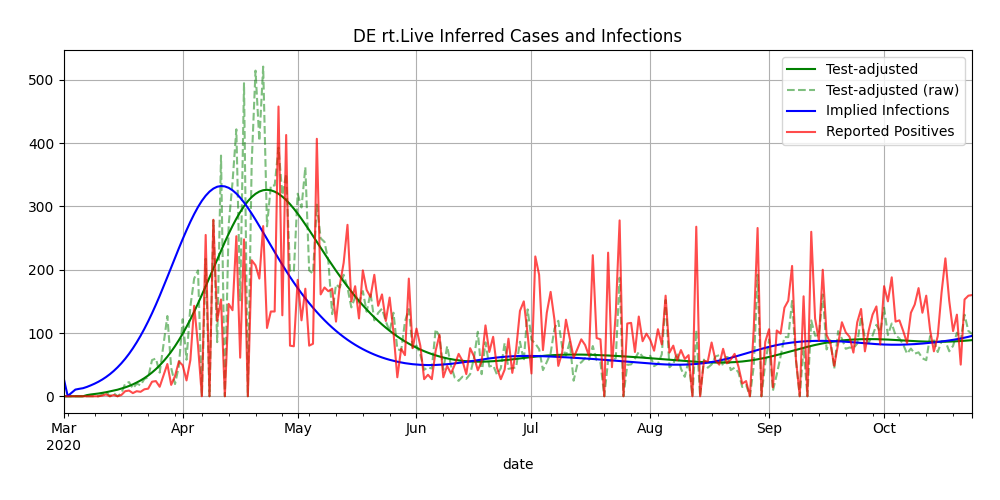 DE rt.Live Inferred Cases and Infections
500
400
300
200
100
0
Test-adjusted
Test-adjusted (raw)
Implied Infections
Reported Positives
Mar
2020
Apr
May
Jun
Jul
Aug
Sep
Oct
date